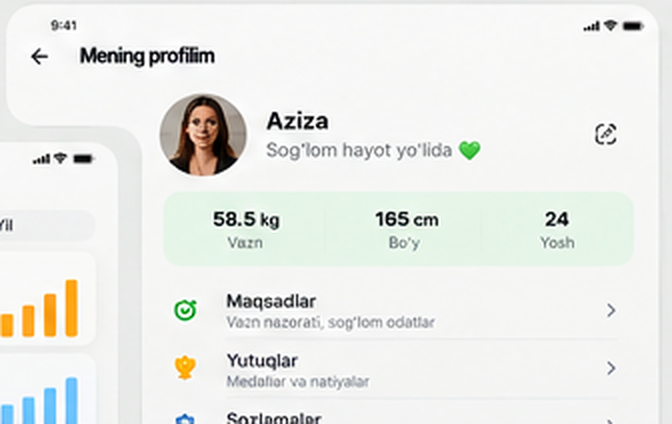 9:41
Mening profilim
Aziza
Sog'lom hayot yo'lida 💚
58.5 kg
165 cm
24
Vazn
Bo'y
Yosh
Yil
Maqsadlar
Vazn nazorati, sog'lom odatlar
Yutuqlar
Medallar va natiyalar
Sozlamalar